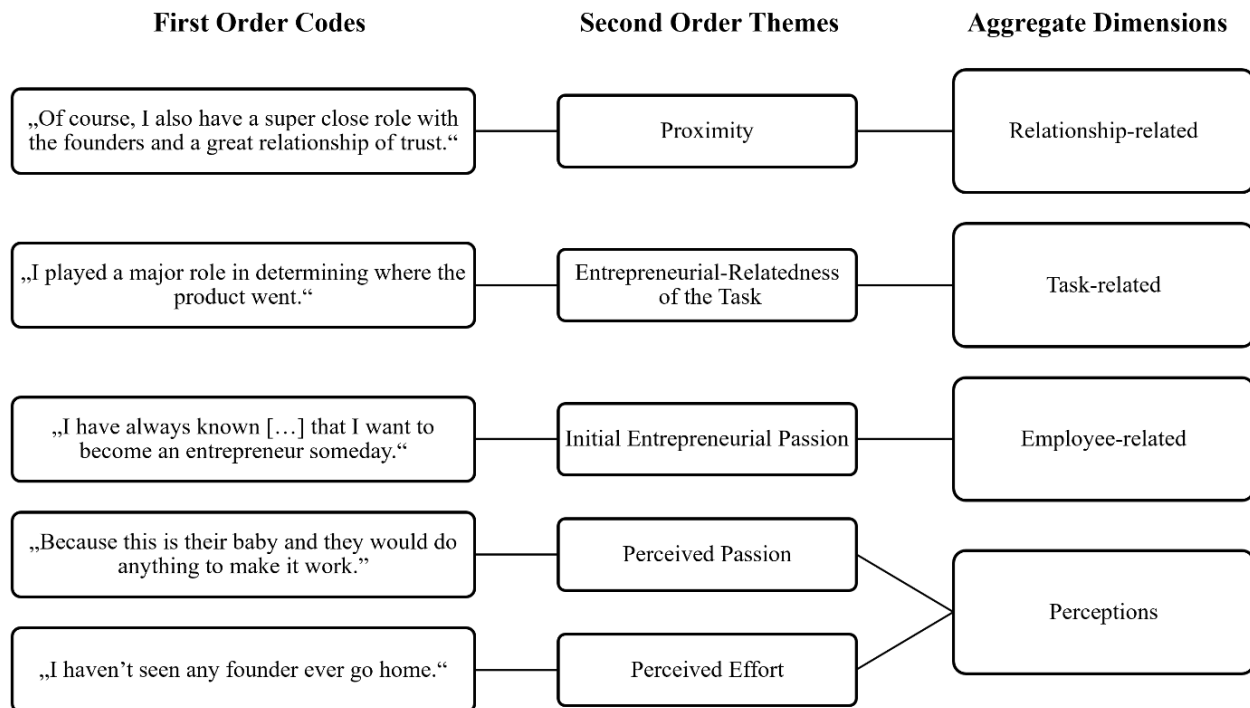 First Order Codes
Second Order Themes
Aggregate Dimensions
„Of course, I also have a super close role with
the founders and a great relationship of trust.“
Proximity
Relationship-related
„I played a major role in determining where the
product went.“
Entrepreneurial-Relatedness
of the Task
Task-related
„I have always known […] that I want to
become an entrepreneur someday.“
Initial Entrepreneurial Passion
Employee-related
„Because this is their baby and they would do
anything to make it work.”
Perceived Passion
Perceptions
„I haven’t seen any founder ever go home.“
Perceived Effort